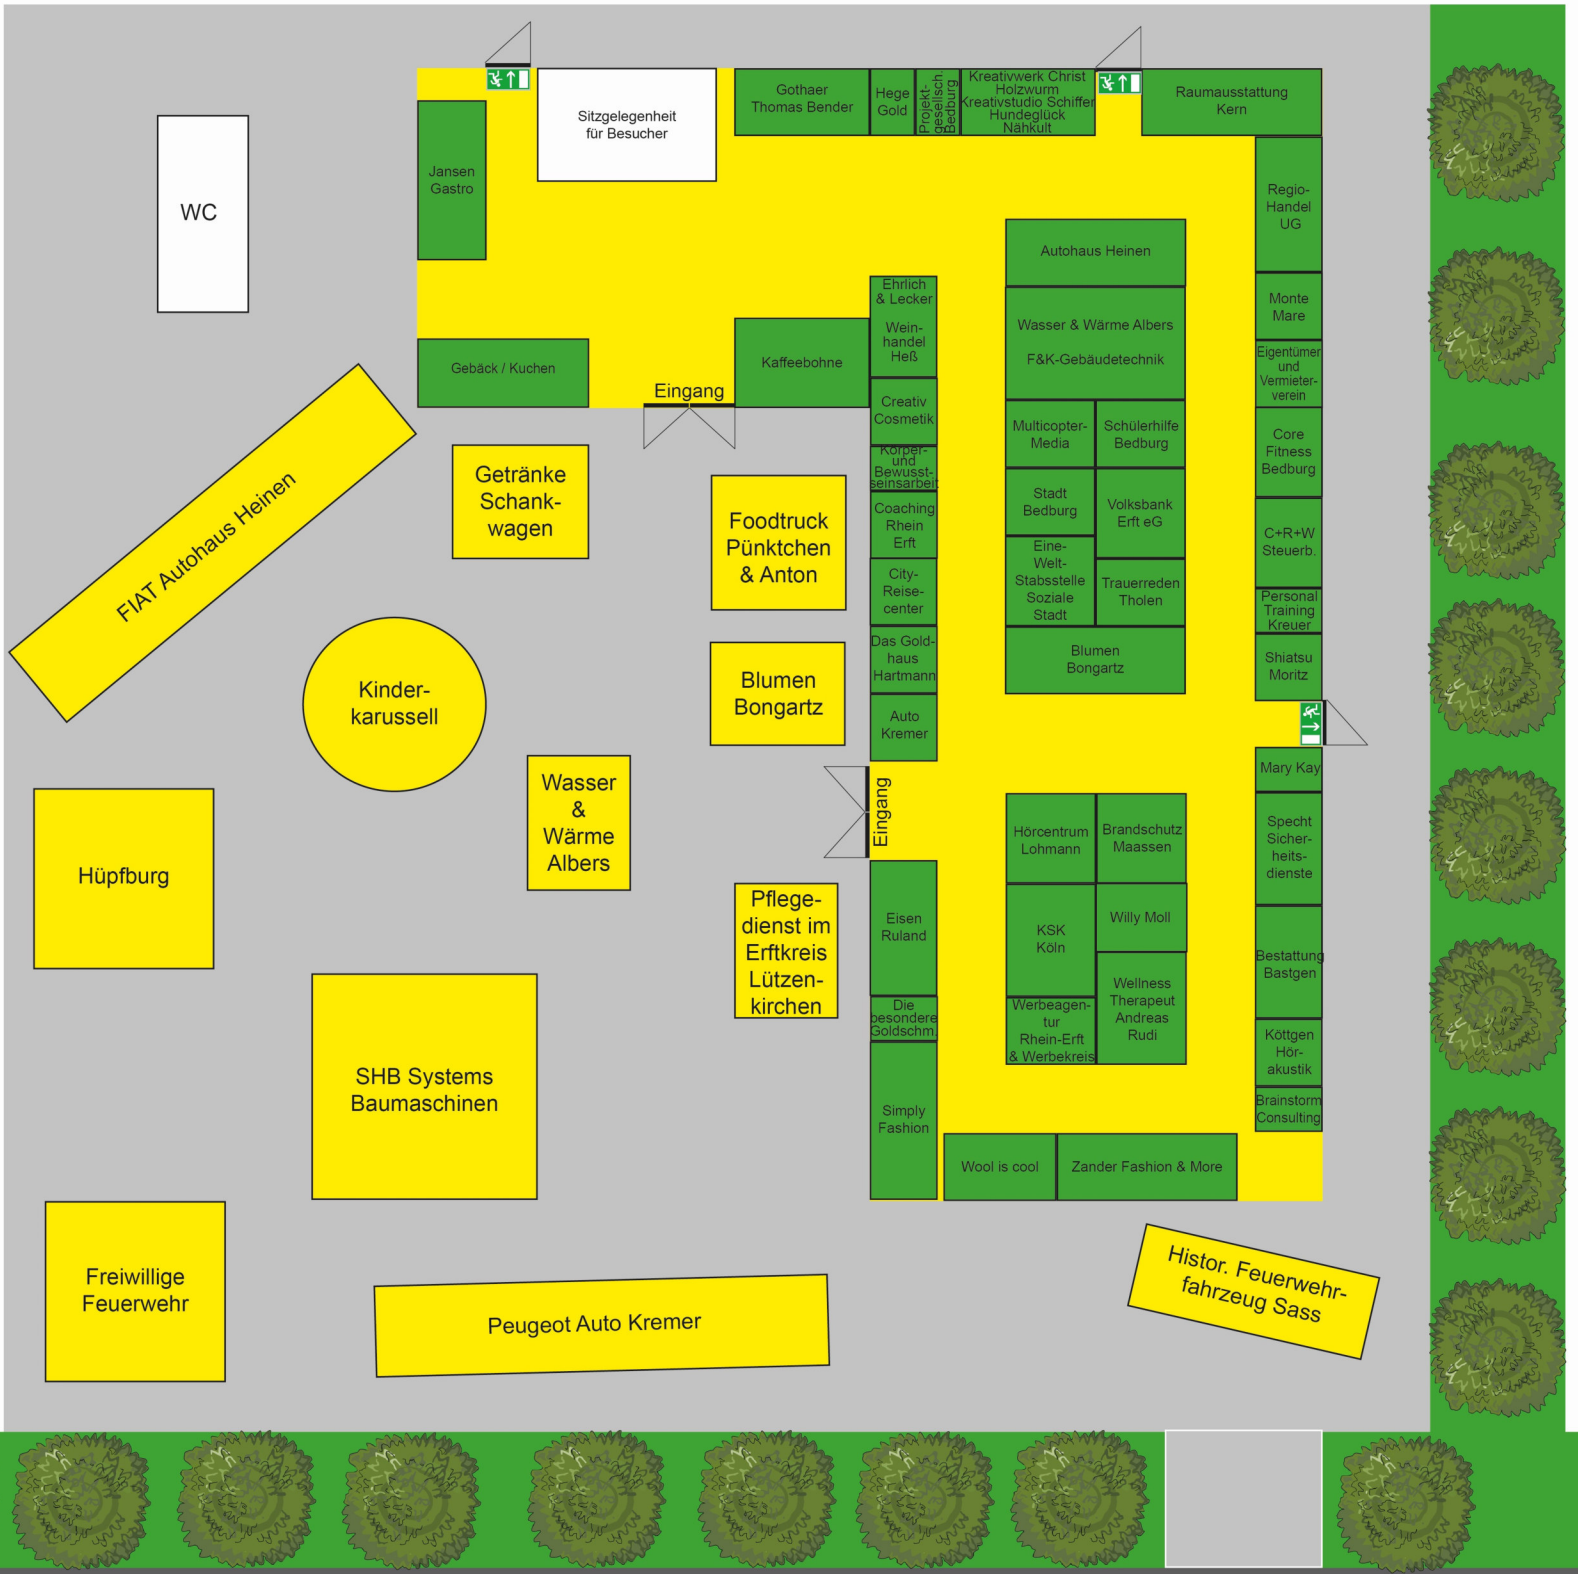 Sitzgelegenheit
für Besucher
Gothaer
Thomas Bender
Hege
Gold
Projekt-
gesellsch.
Bedburg
Kreativwerk Christ
Holzwurm
Kreativstudio Schiffer
Hundeglück
Nähkult
Raumausstattung
Kern
WC
Jansen
Gastro
Regio-
Handel
UG
Autohaus Heinen
Ehrlich
& Lecker
Wein-
handel
Heß
Wasser & Wärme Albers
F&K-Gebäudetechnik
Monte
Mare
Gebäck / Kuchen
Eingang
Kaffeebohne
Eigentümer
und
Vermieter-
verein
Creativ
Cosmetik
Multicopter-
Media
Schülerhilfe
Bedburg
Core
Fitness
Bedburg
FIAT Autohaus Heinen
Getränke
Schank-
wagen
Foodtruck
Pünktchen
& Anton
Körper-
und
Bewusst-
seinsarbeit
Coaching
Rhein
Erft
Stadt
Bedburg
Volksbank
Erft eG
C+R+W
Steuerb.
City-
Reise-
center
Eine-
Welt-
Stabsstelle
Soziale
Stadt
Trauerreden
Tholen
Personal
Training
Kreuer
Kinder-
karussell
Blumen
Bongartz
Das Gold-
haus
Hartmann
Blumen
Bongartz
Shiatsu
Moritz
Auto
Kremer
Wasser
&
Wärme
Albers
Eingang
Mary Kay
Hüpfburg
Hörcentrum
Lohmann
Brandschutz
Maassen
Specht
Sicher-
heits-
dienste
Pflege-
dienst im
Erftkreis
Lützen-
kirchen
Eisen
Ruland
KSK
Köln
Willy Moll
Bestattung
Bastgen
Die
besondere
Goldschm.
Werbeagen-
tur
Rhein-Erft
& Werbekreis
Wellness
Therapeut
Andreas
Rudi
Köttgen
Hör-
akustik
SHB Systems
Baumaschinen
Simply
Fashion
Brainstorm
Consulting
Wool is cool
Zander Fashion & More
Freiwillige
Feuerwehr
Peugeot Auto Kremer
Histor. Feuerwehr-
fahrzeug Sass